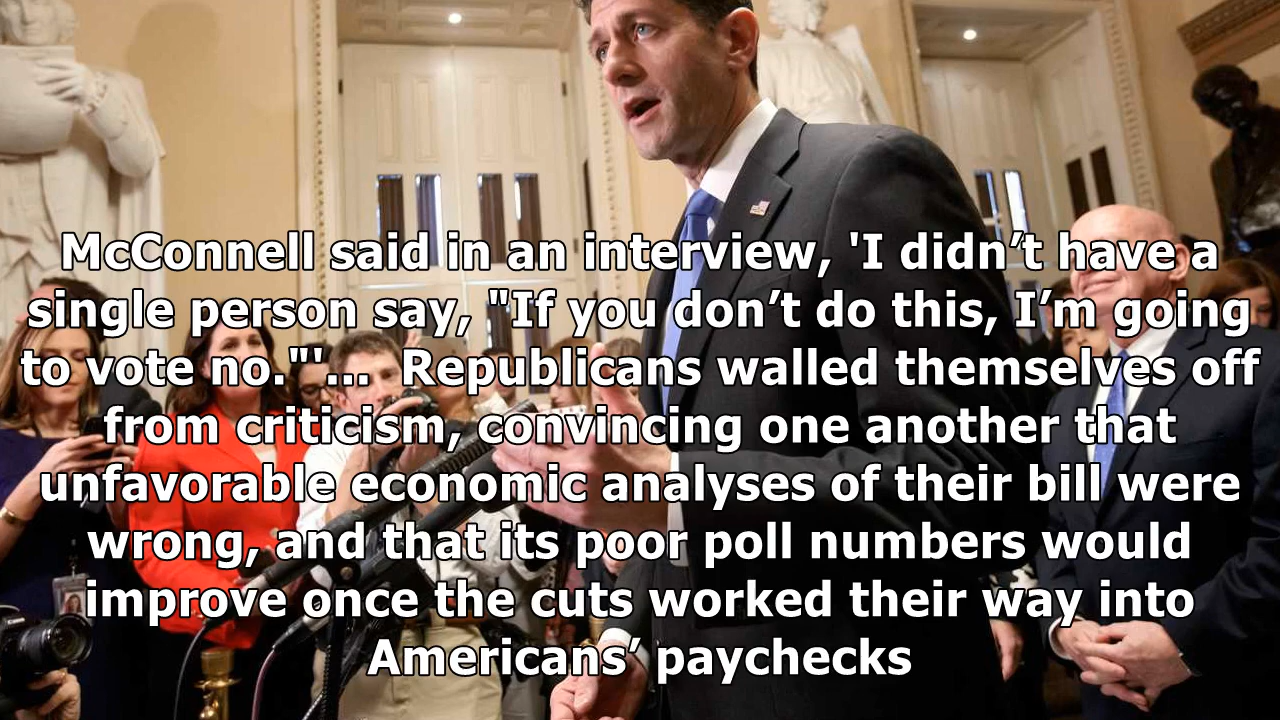 McConnell said in an interview, 'I didn’t have a
single person say, "If you don’t do this, I’m going
to vote no."'... Republicans walled themselves off
from criticism, convincing one another that
unfavorable economic analyses of their bill were
wrong, and that its poor poll numbers would
improve once the cuts worked their way into
Americans’ paychecks